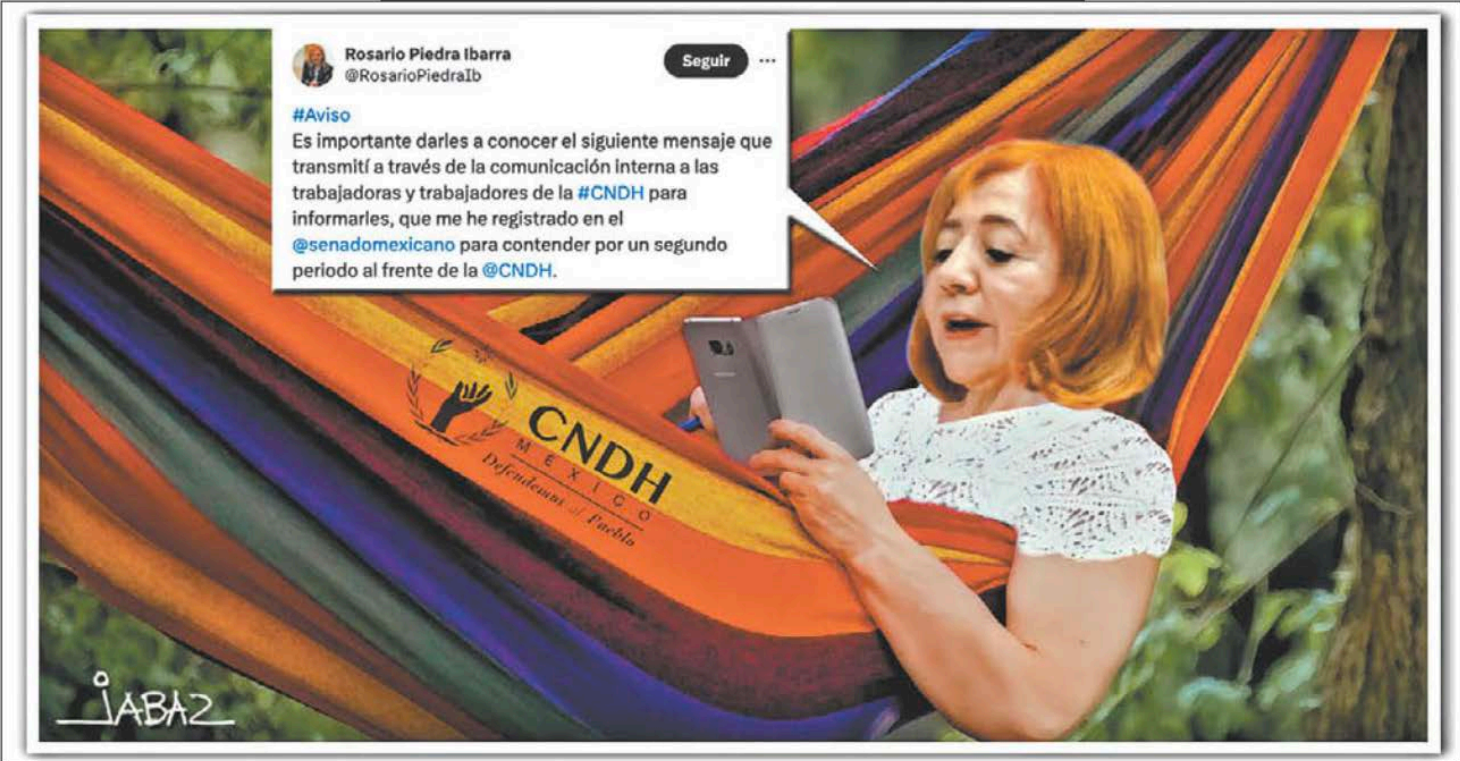 Rosario Piedra Ibarra
Seguir
@RosarioPiedraIb
#Aviso
Es importante darles a conocer el siguiente mensaje que
transmití a través de la comunicación interna a las
trabajadoras y trabajadores de la #CNDH para
informarles, que me he registrado en el
@senadomexicano para contender por un segundo
periodo al frente de la @CNDH.
CNDH
MEXICO
Defendemos al Pueblo
JABAZ